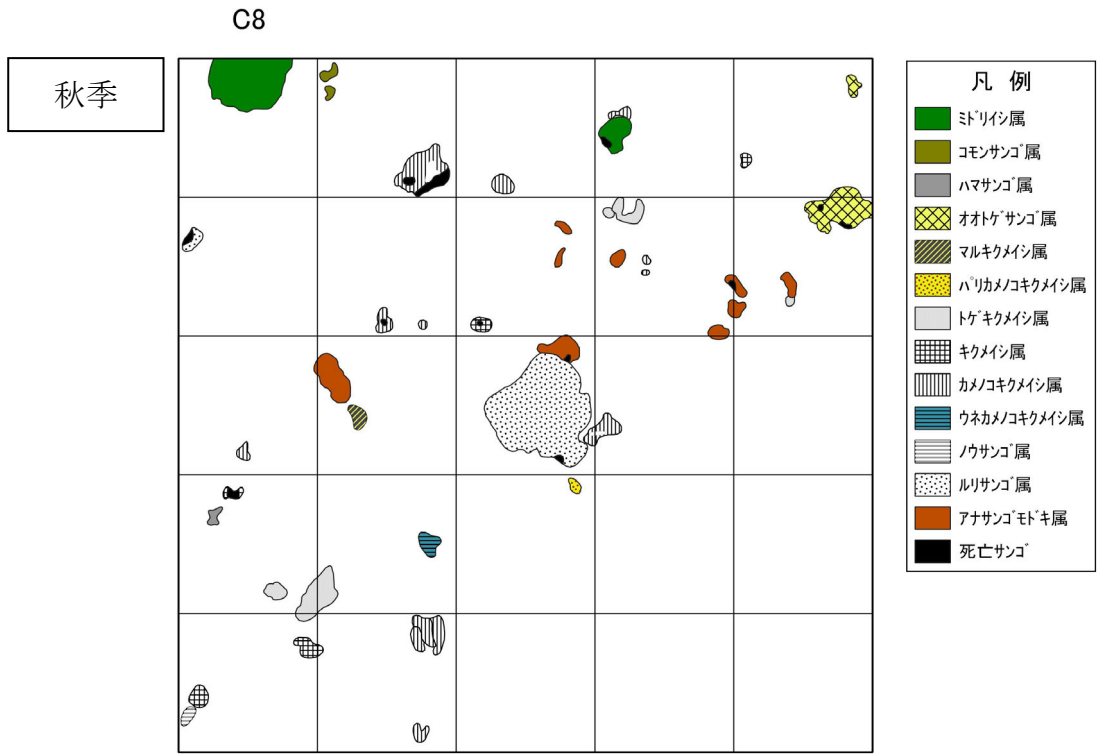 C8
秋季
凡 例
ミドリイシ属
コモンサンゴ属
ハマサンゴ属
オオトゲサンゴ属
マルキクメイシ属
パリカメノコキクメイシ属
トゲキクメイシ属
キクメイシ属
カメノコキクメイシ属
ウネカメノコキクメイシ属
ノウサンゴ属
ルリサンゴ属
アナサンゴモドキ属
死亡サンゴ